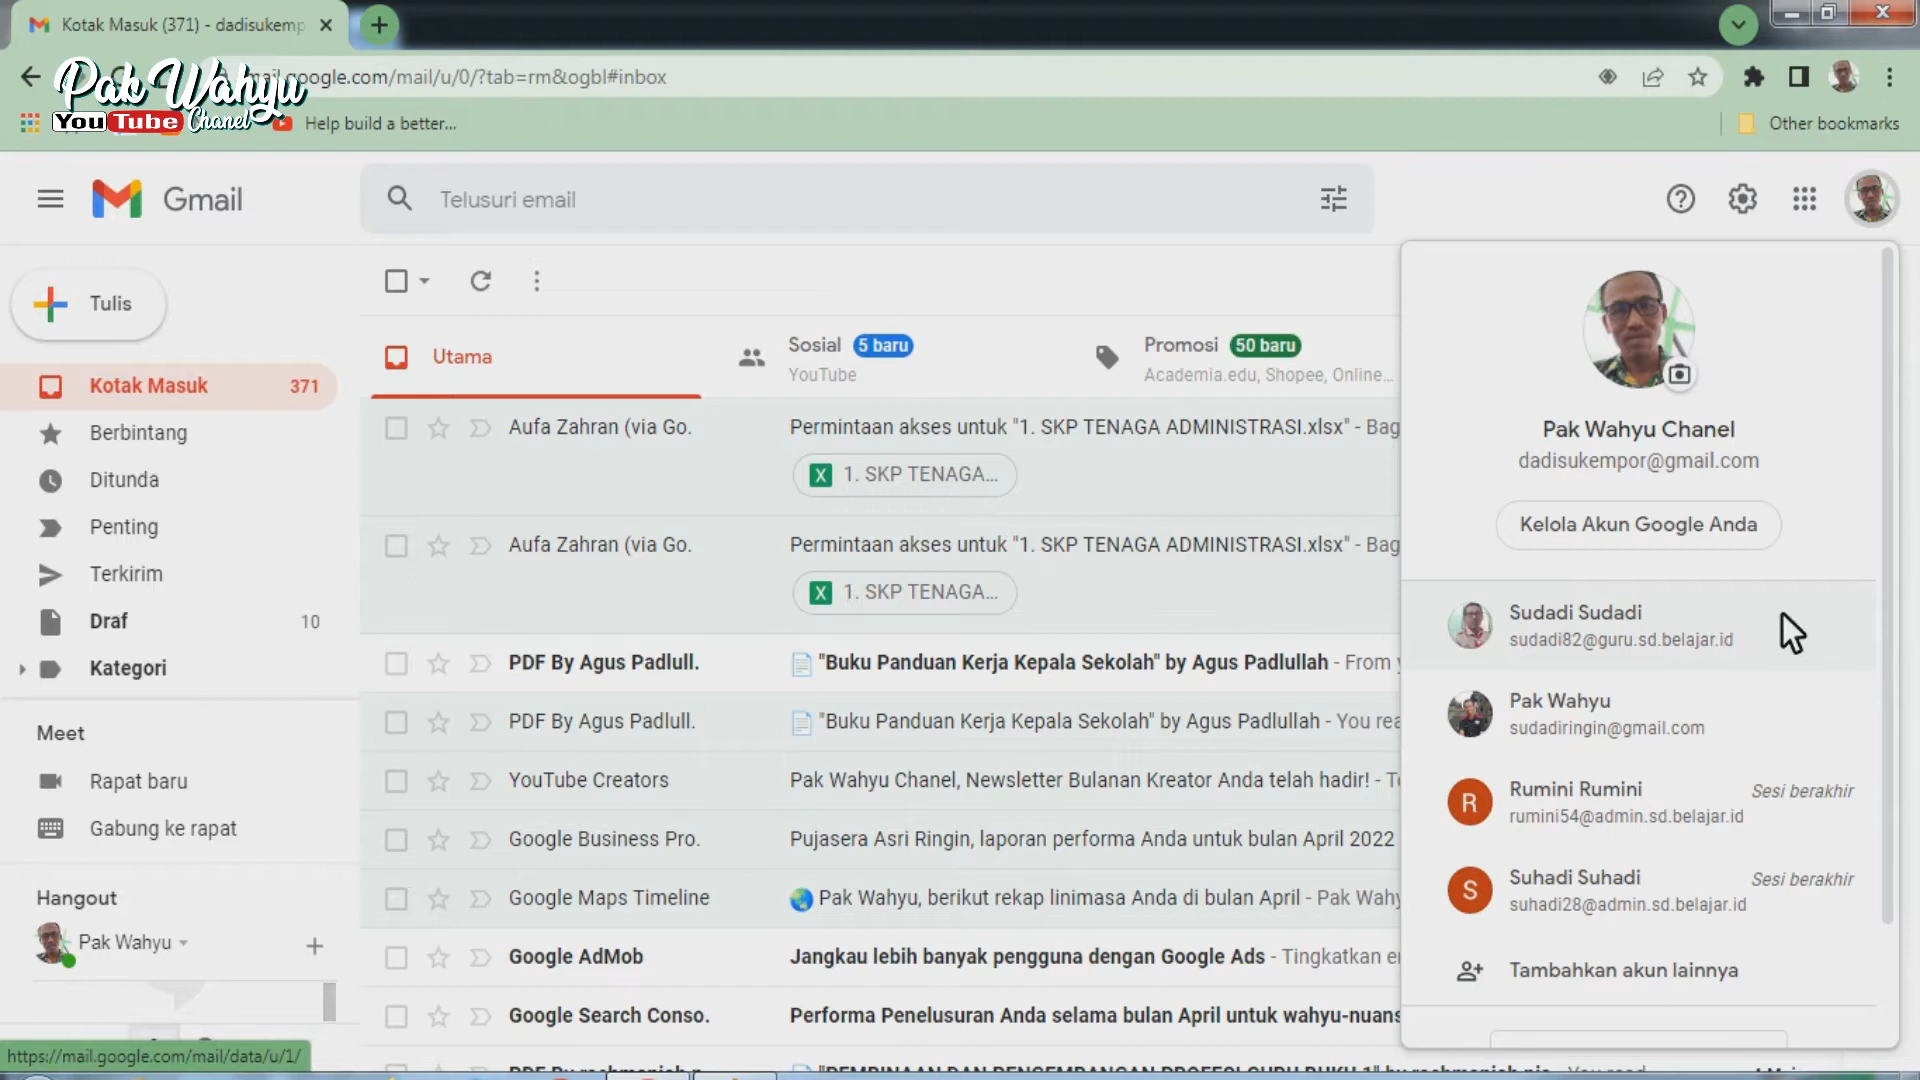 Kotak Masuk (371) - dadisukemp
mail.google.com/mail/u/0/?tab=rm&ogbl#inbox
Pak Wahyu
YouTube Chanel
Help build a better...
Other bookmarks
Gmail
Telusuri email
Tulis
Kotak Masuk 371
Berbintang
Ditunda
Penting
Terkirim
Draf 10
Kategori
Meet
Rapat baru
Gabung ke rapat
Hangout
Pak Wahyu
https://mail.google.com/mail/data/u/1/
Utama
Sosial 5 baru
YouTube
Promosi 50 baru
Academia.edu, Shopee, Online...
Aufa Zahran (via Go. Permintaan akses untuk "1. SKP TENAGA ADMINISTRASI.xlsx" - Bag
X 1. SKP TENAGA...
Aufa Zahran (via Go. Permintaan akses untuk "1. SKP TENAGA ADMINISTRASI.xlsx" - Bag
X 1. SKP TENAGA...
PDF By Agus Padlull. "Buku Panduan Kerja Kepala Sekolah" by Agus Padlullah - From
PDF By Agus Padlull. "Buku Panduan Kerja Kepala Sekolah" by Agus Padlullah - You rea
YouTube Creators Pak Wahyu Chanel, Newsletter Bulanan Kreator Anda telah hadir! - T
Google Business Pro. Pujasera Asri Ringin, laporan performa Anda untuk bulan April 2022
Google Maps Timeline Pak Wahyu, berikut rekap linimasa Anda di bulan April - Pak Wahy
Google AdMob Jangkau lebih banyak pengguna dengan Google Ads - Tingkatkan
Google Search Conso. Performa Penelusuran Anda selama bulan April untuk wahyu-nuans
"PEMBINAAN DAN PENGEMBANGAN PROFESI GURU BUKU 1" by
Pak Wahyu Chanel
dadisukempor@gmail.com
Kelola Akun Google Anda
Sudadi Sudadi
sudadi82@guru.sd.belajar.id
Pak Wahyu
sudadiringin@gmail.com
R Rumini Rumini Sesi berakhir
rumini54@admin.sd.belajar.id
S Suhadi Suhadi Sesi berakhir
suhadi28@admin.sd.belajar.id
Tambahkan akun lainnya